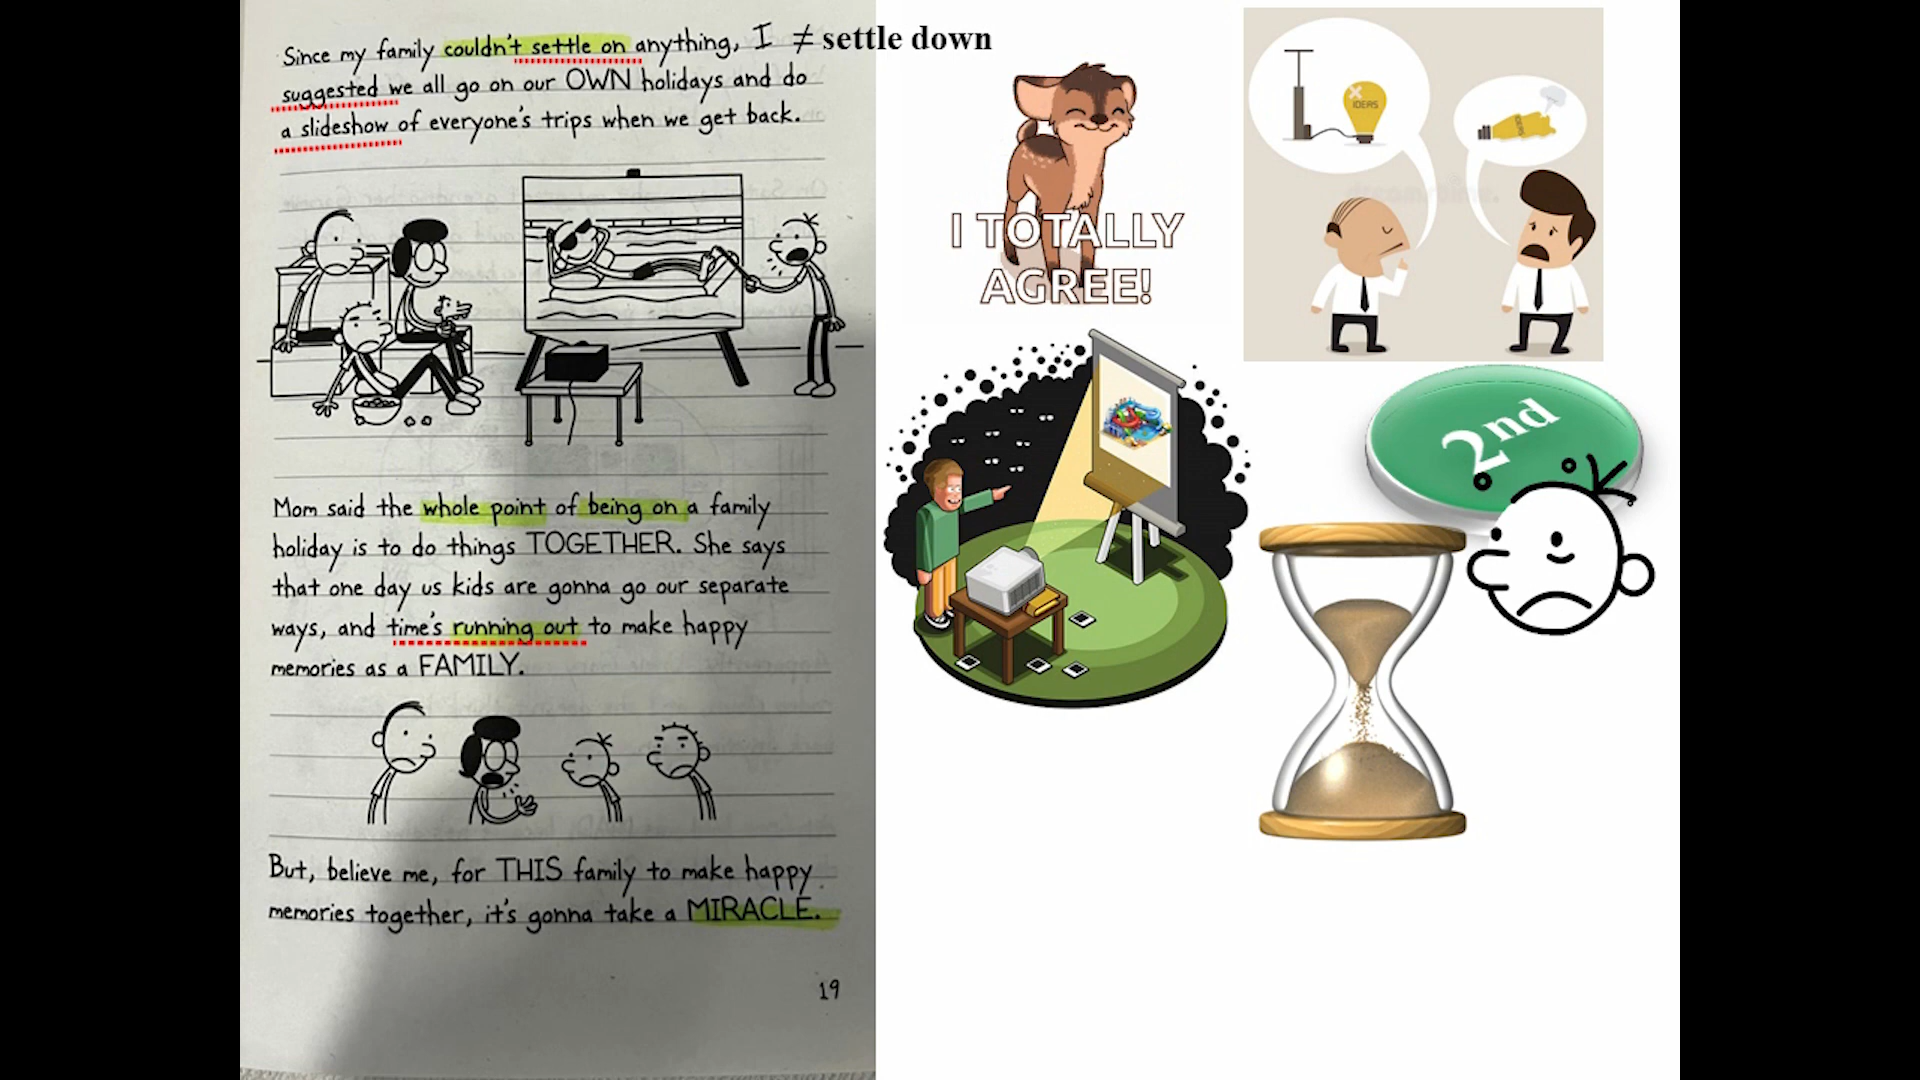 Since my family couldn't settle on anything, I ≠ settle down
suggested we all go on our OWN holidays and do
a slideshow of everyone's trips when we get back.
Mom said the whole point of being on a family
holiday is to do things TOGETHER. She says
that one day us kids are gonna go our separate
ways, and time's running out to make happy
memories as a FAMILY.
But, believe me, for THIS family to make happy
memories together, it's gonna take a MIRACLE.
19
I TOTALLY
AGREE!
IDEAS
IDEAS
2nd